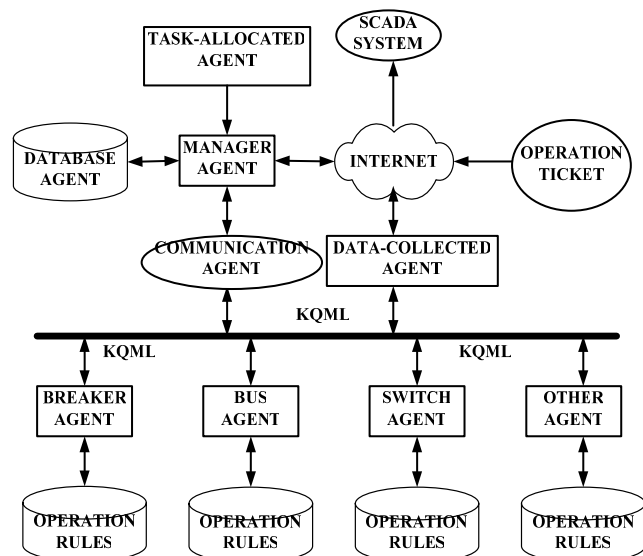 TASK-ALLOCATED
AGENT
SCADA
SYSTEM
DATABASE
AGENT
MANAGER
AGENT
INTERNET
OPERATION
TICKET
COMMUNICATION
AGENT
DATA-COLLECTED
AGENT
KQML
KQML
KQML
BREAKER
AGENT
BUS
AGENT
SWITCH
AGENT
OTHER
AGENT
OPERATION
RULES
OPERATION
RULES
OPERATION
RULES
OPERATION
RULES